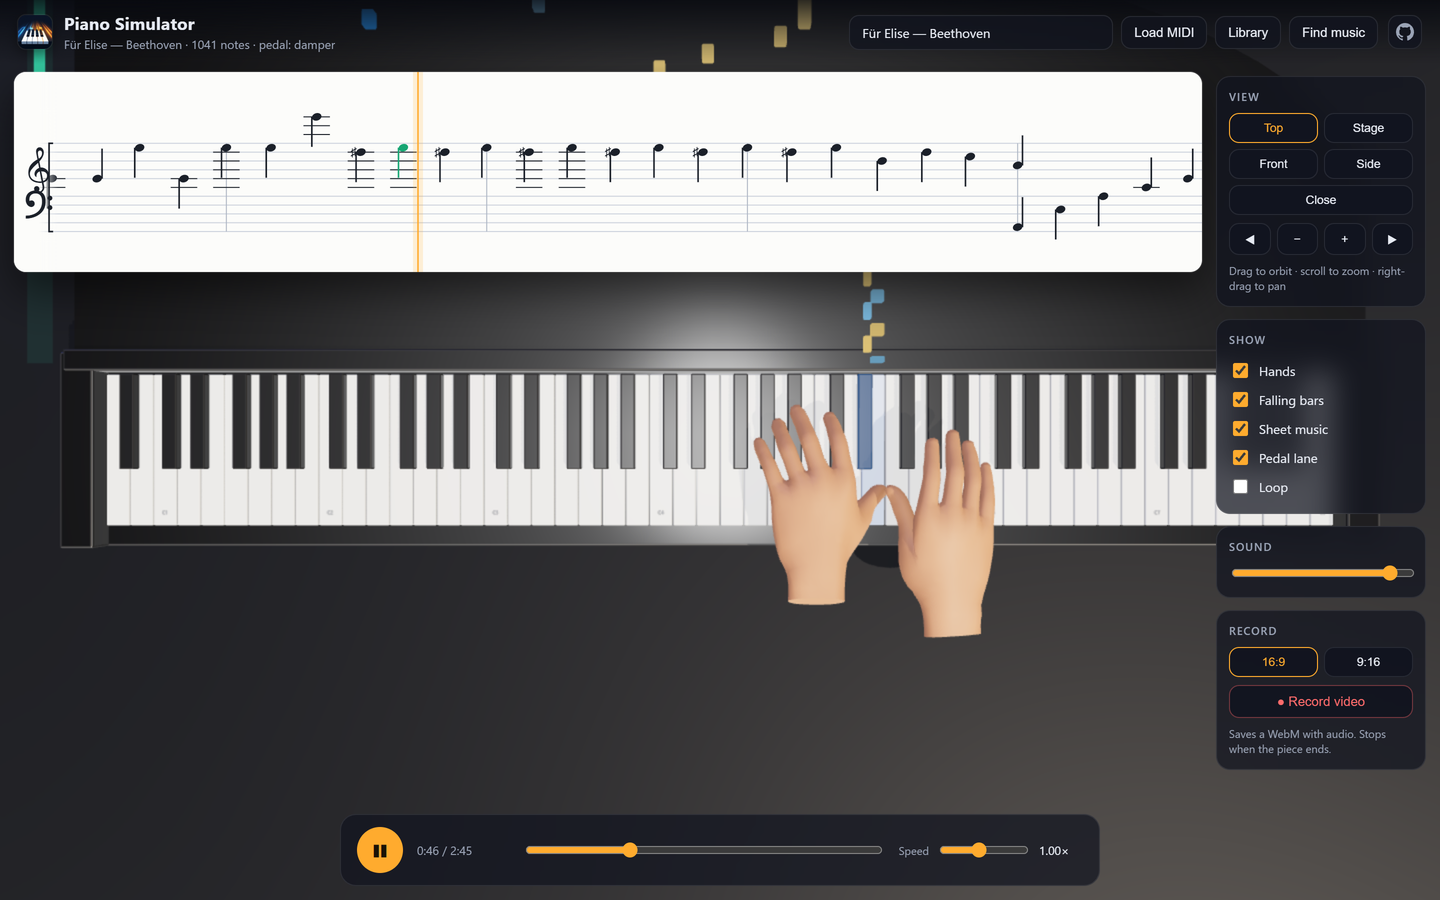 Piano Simulator
Für Elise — Beethoven · 1041 notes · pedal: damper
Für Elise — Beethoven
Load MIDI
Library
Find music
VIEW
Top
Stage
Front
Side
Close
Drag to orbit · scroll to zoom · right-
drag to pan
SHOW
Hands
Falling bars
Sheet music
Pedal lane
Loop
SOUND
RECORD
16:9
9:16
Record video
Saves a WebM with audio. Stops
when the piece ends.
0:46 / 2:45
Speed
1.00×